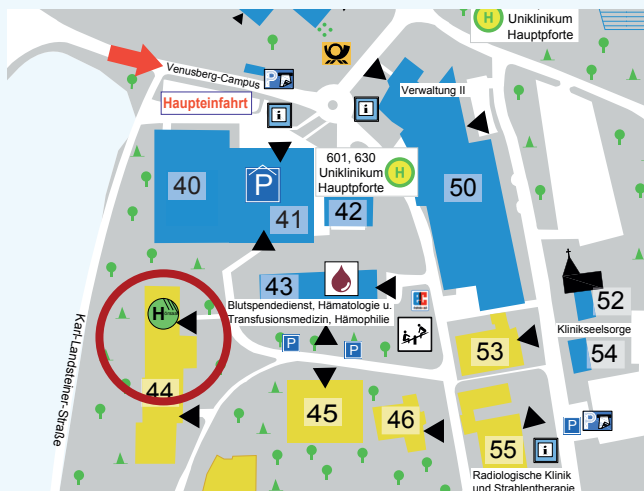 Uniklinikum
Hauptpforte
H
Venusberg-Campus
P
Haupteinfahrt
i
i
Verwaltung II
601, 630
Uniklinikum
Hauptpforte
H
40
P
41
42
50
43
Blutspendedienst, Hämatologie u.
Transfusionsmedizin, Hämophilie
EC
H
52
Klinikseelsorge
54
P
P
53
Karl-Landsteiner-Straße
44
45
46
55
P
P
i
Radiologische Klinik
und Strahlentherapie